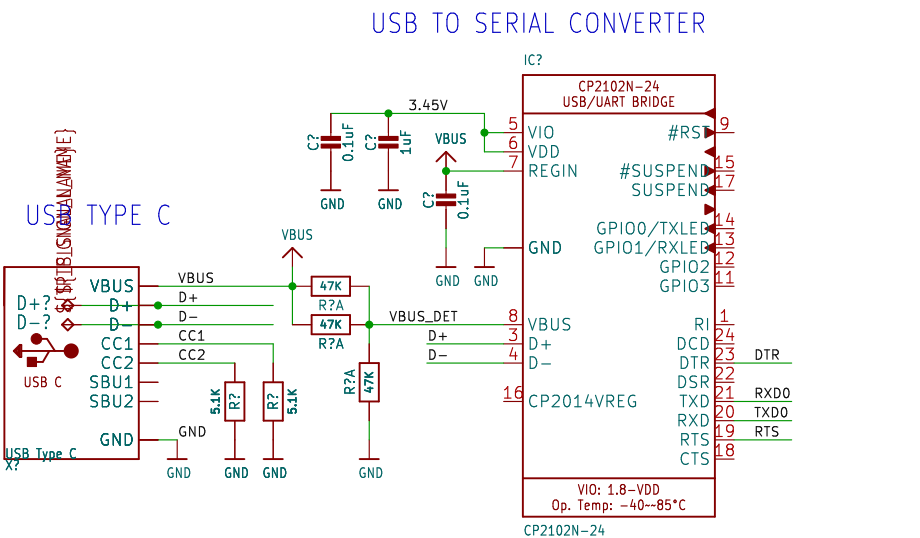 USB TO SERIAL CONVERTER
IC?
CP2102N-24
USB/UART BRIDGE
3.45V
C?
0.1uF
C?
1uF
VBUS
C?
0.1uF
GND
GND
GND
GND
5
VIO
6
VDD
7
REGIN
GND
8
VBUS
3
D+
4
D-
16
CP2014VREG
#RST
9
#SUSPEND
15
SUSPEND
17
GPIO0/TXLED
14
GPIO1/RXLED
13
GPIO2
12
GPIO3
11
RI
1
DCD
24
DTR
23
DTR
DSR
22
TXD
21
RXD0
RXD
20
TXD0
RTS
19
RTS
CTS
18
VIO: 1.8-VDD
Op. Temp: -40~~85°C
CP2102N-24
USB TYPE C
VBUS
VBUS
VBUS
D+?
D+
D+
D-?
D-
D-
CC1
CC1
CC2
CC2
SBU1
SBU2
GND
GND
USB C
USB Type C
X?
47K
R?A
47K
R?A
R?A
47K
VBUS_DET
D+
D-
5.1K
R?
R?
5.1K
GND
GND
GND
GND